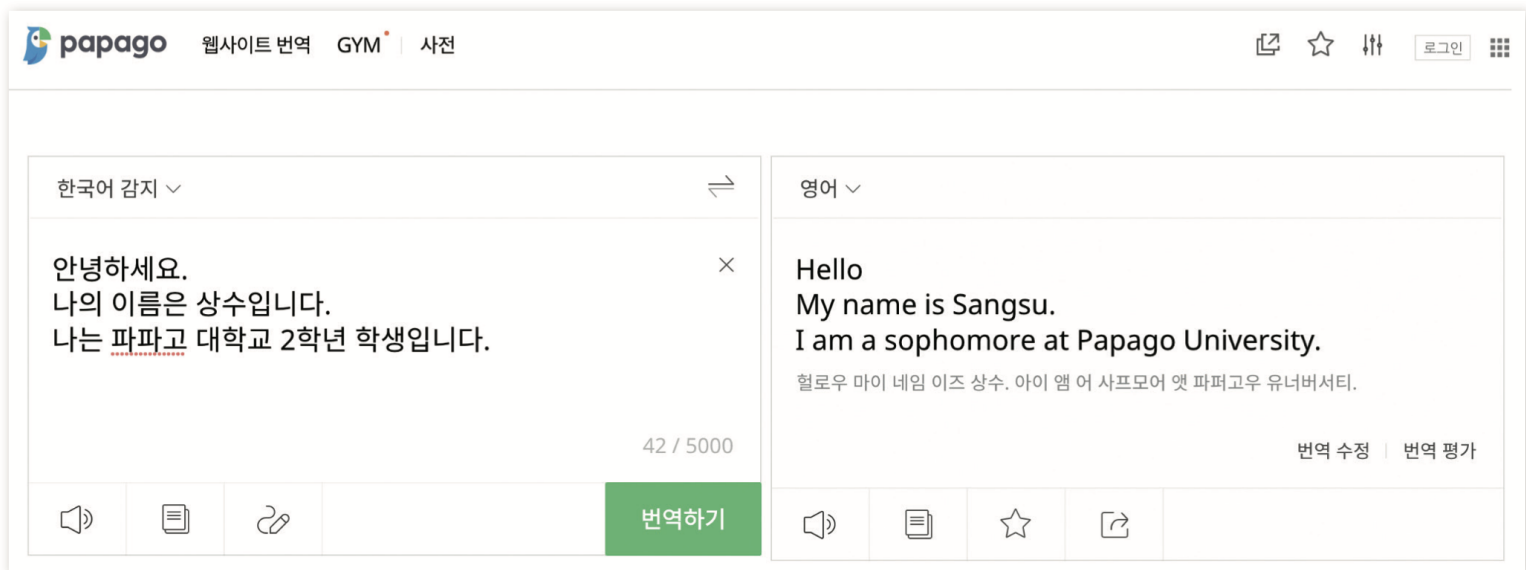 papago 웹사이트 번역 GYM 사전 로그인
한국어 감지
안녕하세요.
나의 이름은 상수입니다.
나는 파파고 대학교 2학년 학생입니다.
42 / 5000
번역하기
영어
Hello
My name is Sangsu.
I am a sophomore at Papago University.
헐로우 마이 네임 이즈 상수. 아이 앰 어 사프모어 앳 파퍼고우 유너버서티.
번역 수정 번역 평가